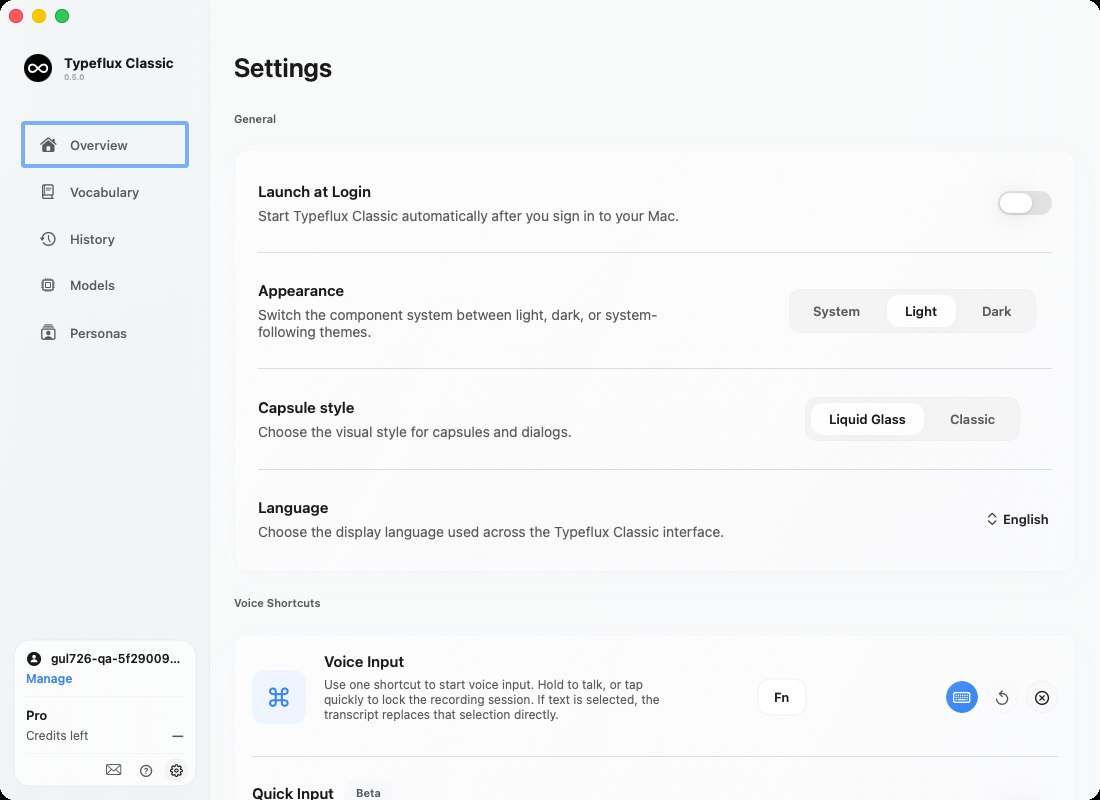 Typeflux Classic
0.5.0
Overview
Vocabulary
History
Models
Personas
gul726-qa-5f29009...
Manage
Pro
Credits left
—
Settings
General
Launch at Login
Start Typeflux Classic automatically after you sign in to your Mac.
Appearance
Switch the component system between light, dark, or system-
following themes.
System Light Dark
Capsule style
Choose the visual style for capsules and dialogs.
Liquid Glass Classic
Language
Choose the display language used across the Typeflux Classic interface.
English
Voice Shortcuts
Voice Input
Use one shortcut to start voice input. Hold to talk, or tap
quickly to lock the recording session. If text is selected, the
transcript replaces that selection directly.
Fn
Quick Input Beta